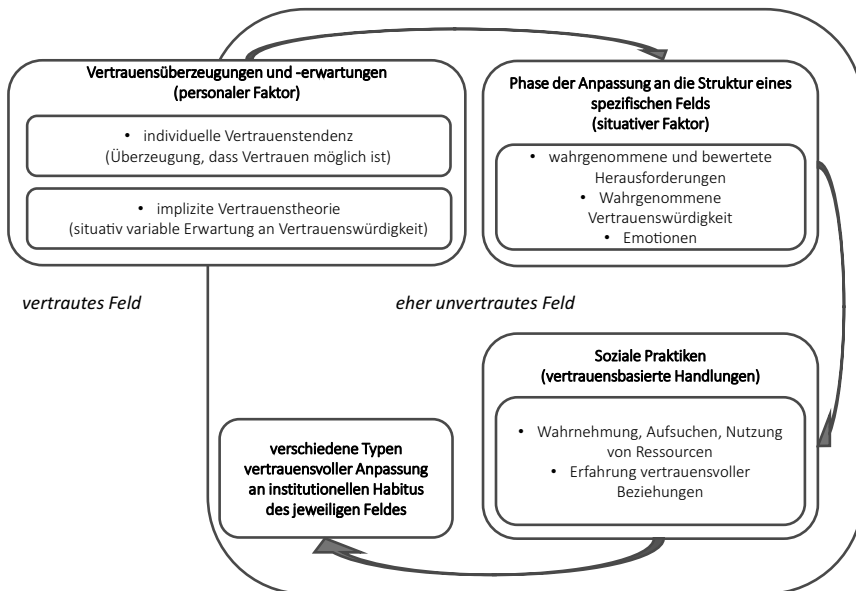 Vertrauensüberzeugungen und -erwartungen
(personaler Faktor)
• individuelle Vertrauenstendenz
(Überzeugung, dass Vertrauen möglich ist)
• implizite Vertrauenstheorie
(situativ variable Erwartung an Vertrauenswürdigkeit)
Phase der Anpassung an die Struktur eines
spezifischen Felds
(situativer Faktor)
• wahrgenommene und bewertete
Herausforderungen
• Wahrgenommene
Vertrauenswürdigkeit
• Emotionen
vertrautes Feld
eher unvertrautes Feld
Soziale Praktiken
(vertrauensbasierte Handlungen)
• Wahrnehmung, Aufsuchen, Nutzung
von Ressourcen
• Erfahrung vertrauensvoller
Beziehungen
verschiedene Typen
vertrauensvoller Anpassung
an institutionellen Habitus
des jeweiligen Feldes